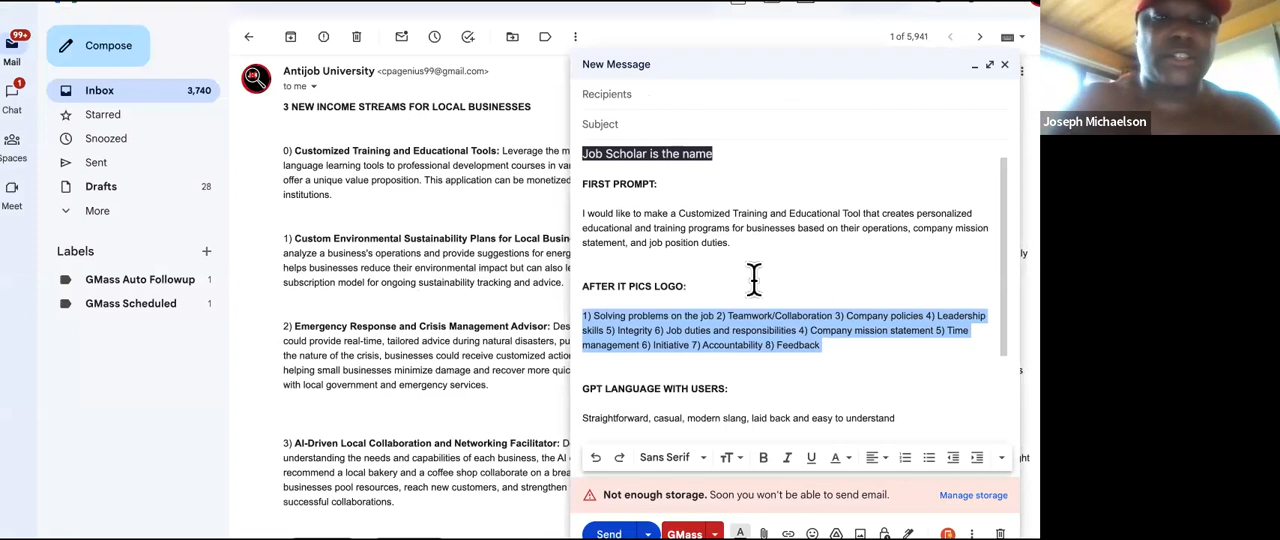 99+
Mail
1
Chat
Spaces
Meet
Compose
Inbox 3,740
Starred
Snoozed
Sent
Drafts 28
More
Labels +
GMass Auto Followup 1
GMass Scheduled 3
1 of 5,941
Antijob University <cpagenius99@gmail.com>
to me
3 NEW INCOME STREAMS FOR LOCAL BUSINESSES
0) Customized Training and Educational Tools: Leverage the m
language learning tools to professional development courses in var
offer a unique value proposition. This application can be monetized
institutions.
1) Custom Environmental Sustainability Plans for Local Busin
analyze a business's operations and provide suggestions for energ
helps businesses reduce their environmental impact but can also le
subscription model for ongoing sustainability tracking and advice.
2) Emergency Response and Crisis Management Advisor: Des
could provide real-time, tailored advice during natural disasters, pu
the nature of the crisis, businesses could receive customized action
helping small businesses minimize damage and recover more quic
with local government and emergency services.
3) AI-Driven Local Collaboration and Networking Facilitator: D
understanding the needs and capabilities of each business, the AI
recommend a local bakery and a coffee shop collaborate on a brea
businesses pool resources, reach new customers, and strengthen
successful collaborations.
New Message
Recipients
Subject
Job Scholar is the name
FIRST PROMPT:
I would like to make a Customized Training and Educational Tool that creates personalized
educational and training programs for businesses based on their operations, company mission
statement, and job position duties.
AFTER IT PICS LOGO:
1) Solving problems on the job 2) Teamwork/Collaboration 3) Company policies 4) Leadership
skills 5) Integrity 6) Job duties and responsibilities 4) Company mission statement 5) Time
management 6) Initiative 7) Accountability 8) Feedback
GPT LANGUAGE WITH USERS:
Straightforward, casual, modern slang, laid back and easy to understand
Sans Serif
B I U A
Not enough storage. Soon you won't be able to send email. Manage storage
Send GMass A
Joseph Michaelson